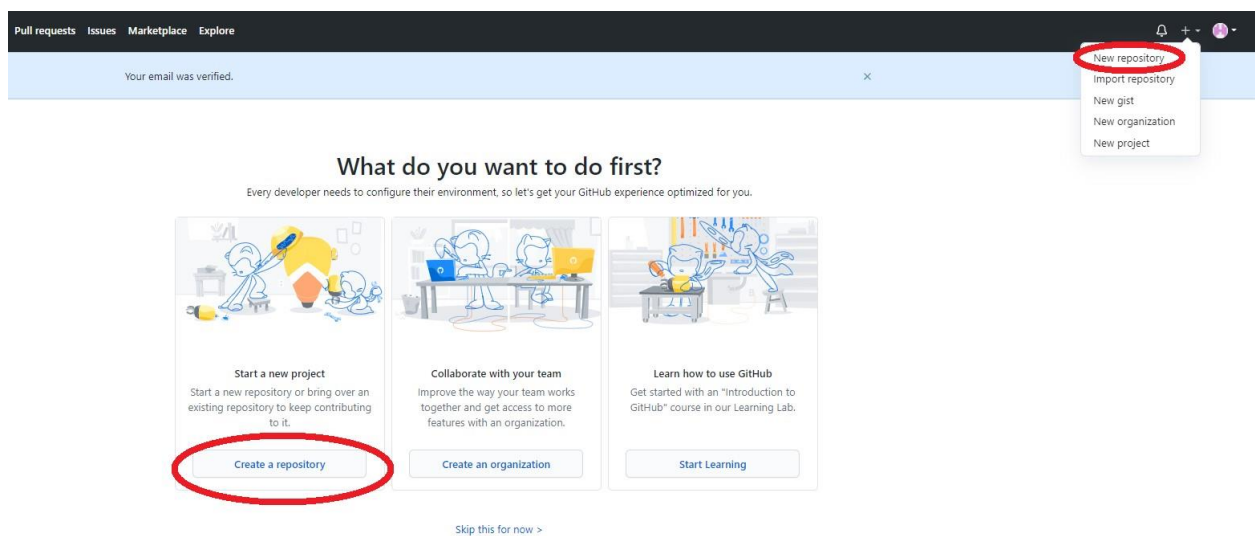 Pull requests Issues Marketplace Explore
Your email was verified.
New repository
Import repository
New gist
New organization
New project
What do you want to do first?
Every developer needs to configure their environment, so let's get your GitHub experience optimized for you.
Start a new project
Start a new repository or bring over an
existing repository to keep contributing
to it.
Create a repository
Collaborate with your team
Improve the way your team works
together and get access to more
features with an organization.
Create an organization
Learn how to use GitHub
Get started with an "Introduction to
GitHub" course in our Learning Lab.
Start Learning
Skip this for now >